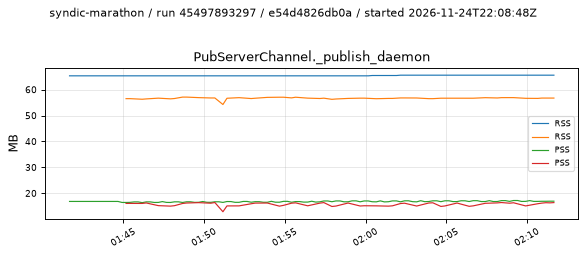 syndic-marathon / run 45497893297 / e54d4826db0a / started 2026-11-24T22:08:48Z
PubServerChannel._publish_daemon
MB
60
50
40
30
20
RSS
RSS
PSS
PSS
01:45
01:50
01:55
02:00
02:05
02:10